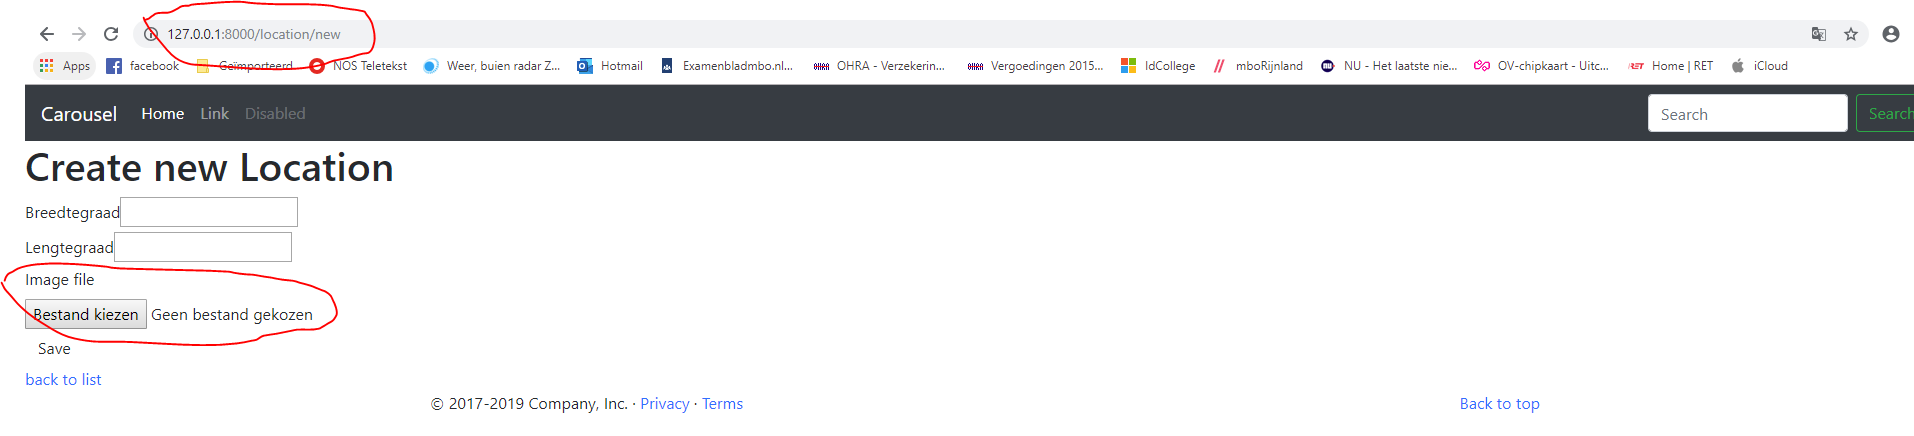 127.0.0.1:8000/location/new
Apps facebook Geïmporteerd NOS Teletekst Weer, buien radar Z... Hotmail Examenbladmbo.nl... OHRA - Verzekerin... Vergoedingen 2015... IdCollege mboRijnland NU - Het laatste nie... OV-chipkaart - Uitc... RET Home | RET iCloud
Carousel Home Link Disabled Search Search
Create new Location
Breedtegraad
Lengtegraad
Image file
Bestand kiezen Geen bestand gekozen
Save
back to list
© 2017-2019 Company, Inc. · Privacy · Terms Back to top